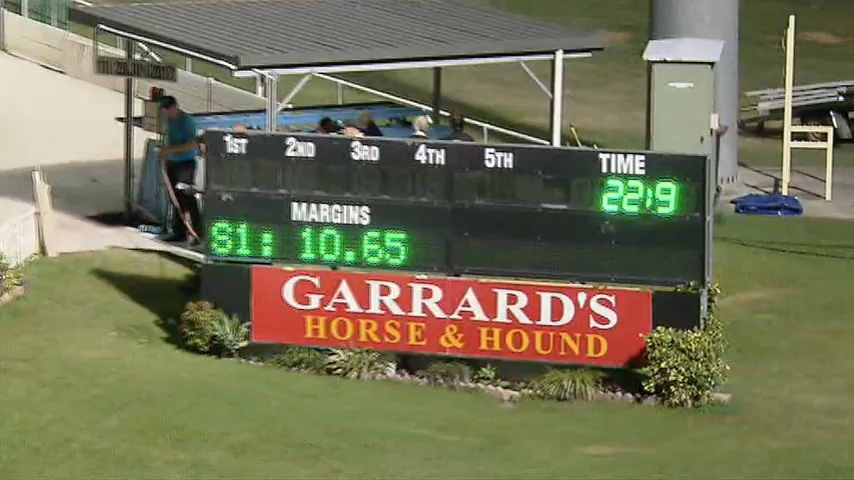 1ST 2ND 3RD 4TH 5TH TIME
22:9
MARGINS
S1: 10.65
GARRARD'S
HORSE & HOUND